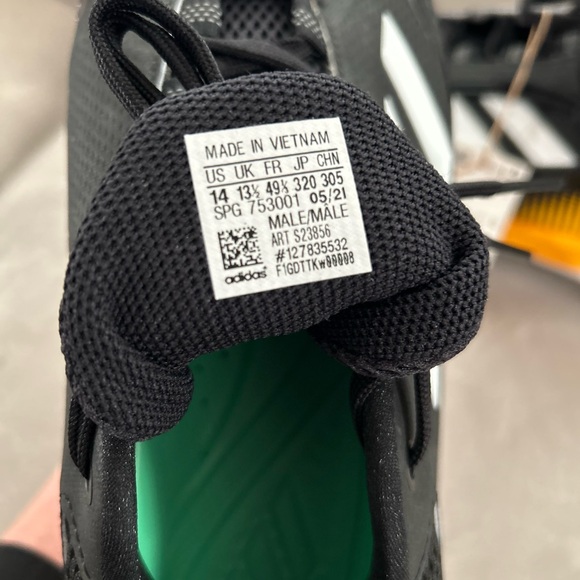 MADE IN VIETNAM
US UK FR JP CHN
14 13½ 49⅓ 320 305
SPG 753001 05/21
MALE/MALE
ART S23856
#127835532
F1GDTTKW00008
adidas